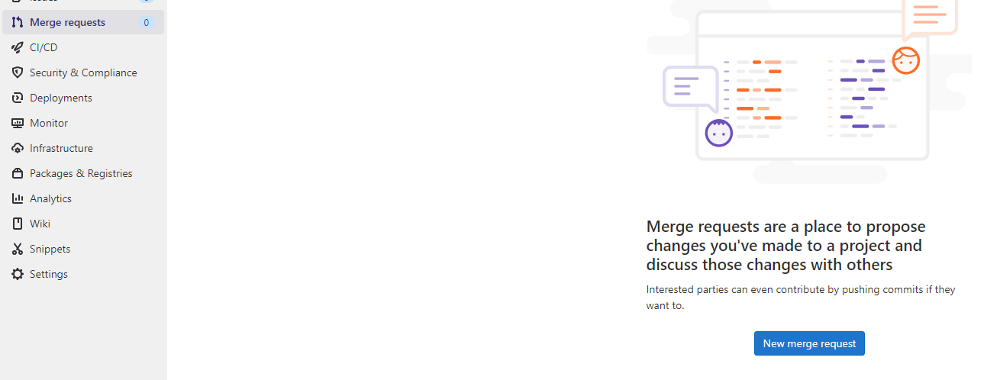 Issues
Merge requests 0
CI/CD
Security & Compliance
Deployments
Monitor
Infrastructure
Packages & Registries
Analytics
Wiki
Snippets
Settings
Merge requests are a place to propose
changes you've made to a project and
discuss those changes with others
Interested parties can even contribute by pushing commits if they
want to.
New merge request